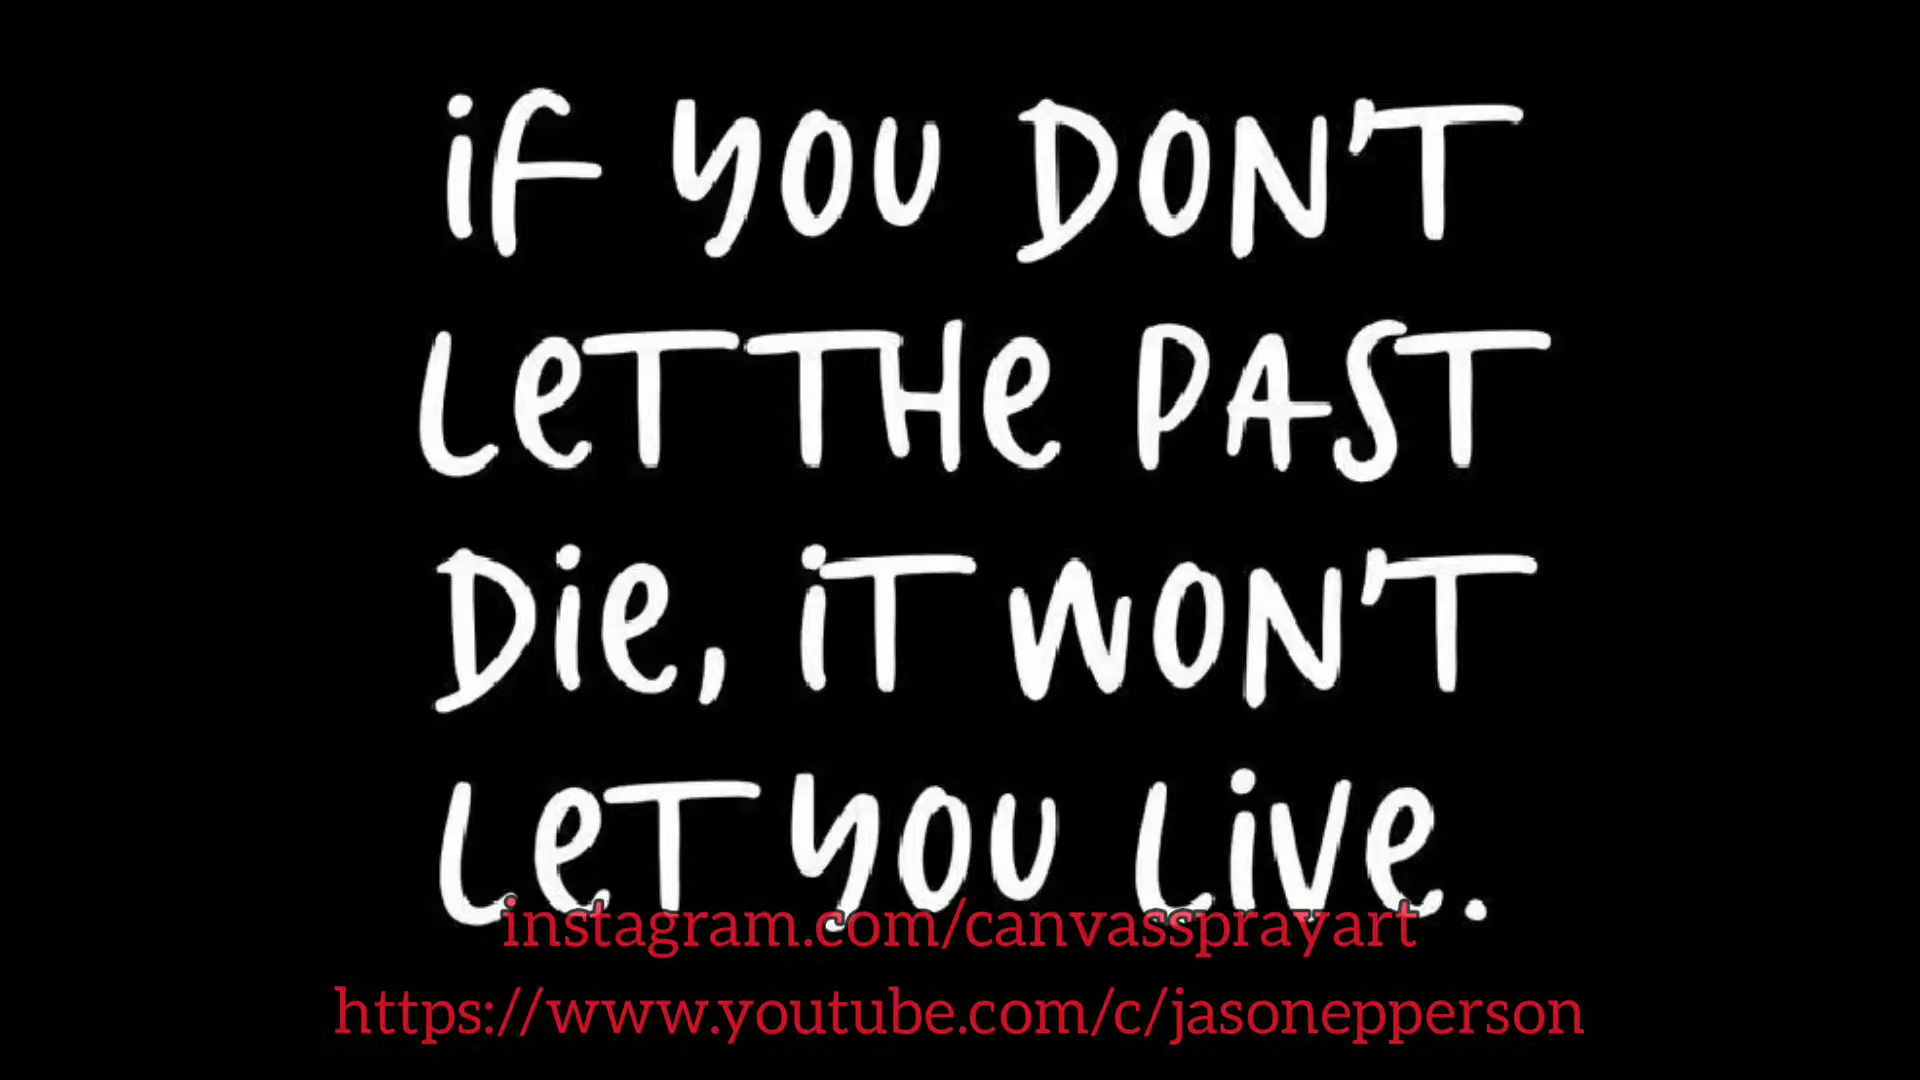 if you DON'T
LeT THe PAST
Die, iT WON'T
LeT you Live.
instagram.com/canvassprayart
https://www.youtube.com/c/jasonepperson